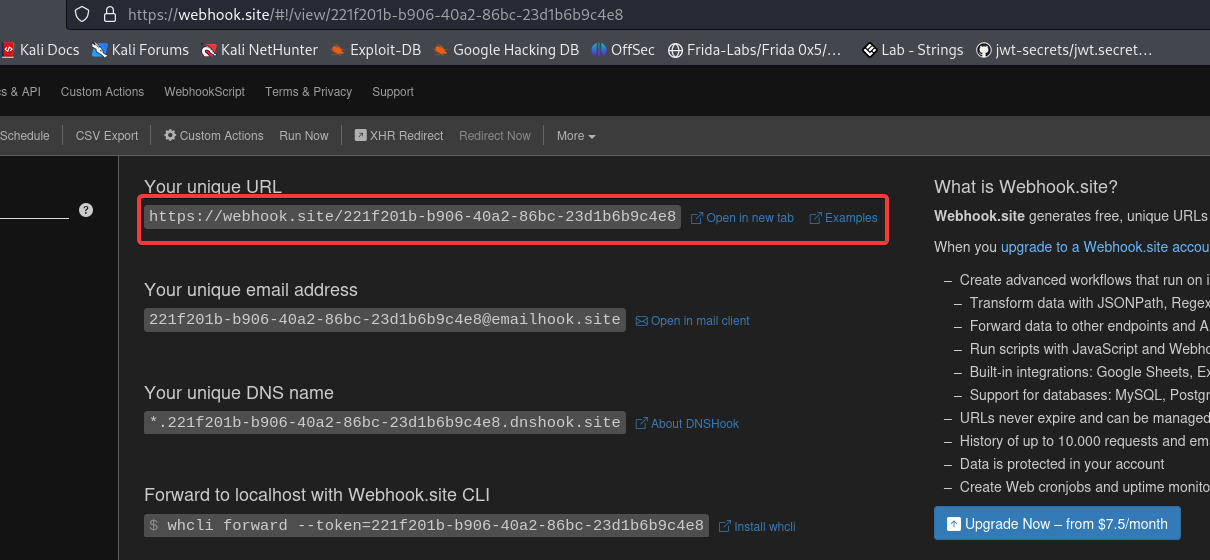 https://webhook.site/#!/view/221f201b-b906-40a2-86bc-23d1b6b9c4e8
Kali Docs Kali Forums Kali NetHunter Exploit-DB Google Hacking DB OffSec Frida-Labs/Frida 0x5/… Lab - Strings jwt-secrets/jwt.secret…
s & API Custom Actions WebhookScript Terms & Privacy Support
Schedule CSV Export Custom Actions Run Now XHR Redirect Redirect Now More
Your unique URL
https://webhook.site/221f201b-b906-40a2-86bc-23d1b6b9c4e8 Open in new tab Examples
Your unique email address
221f201b-b906-40a2-86bc-23d1b6b9c4e8@emailhook.site Open in mail client
Your unique DNS name
*.221f201b-b906-40a2-86bc-23d1b6b9c4e8.dnshook.site About DNSHook
Forward to localhost with Webhook.site CLI
$ whcli forward --token=221f201b-b906-40a2-86bc-23d1b6b9c4e8 Install whcli
?
What is Webhook.site?
Webhook.site generates free, unique URLs
When you upgrade to a Webhook.site accou
– Create advanced workflows that run on i
– Transform data with JSONPath, Regex
– Forward data to other endpoints and A
– Run scripts with JavaScript and Webho
– Built-in integrations: Google Sheets, Ex
– Support for databases: MySQL, Postgr
– URLs never expire and can be managed
– History of up to 10.000 requests and ema
– Data is protected in your account
– Create Web cronjobs and uptime monito
Upgrade Now – from $7.5/month